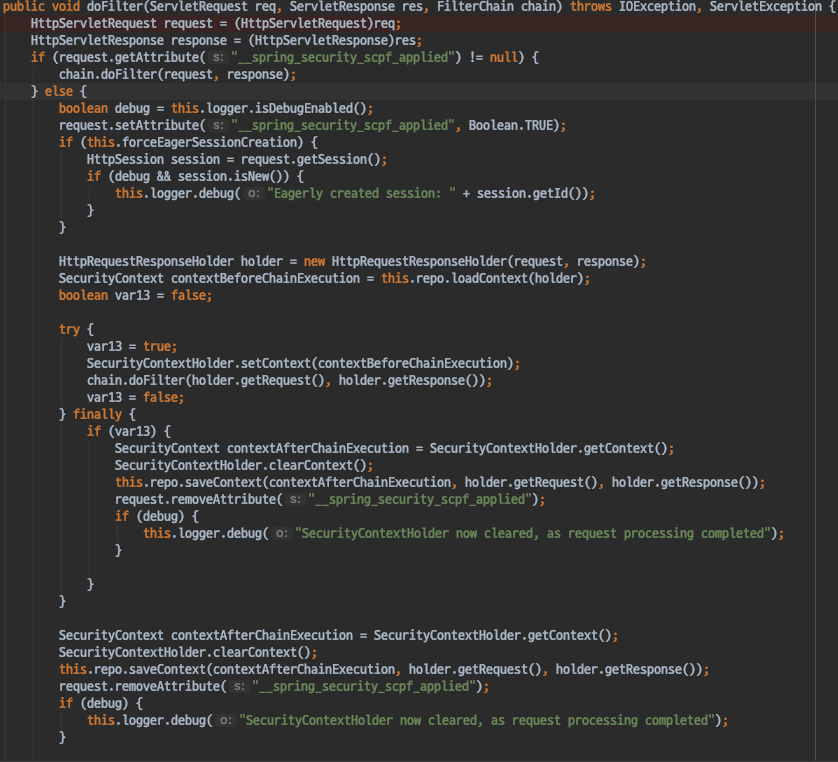 public void doFilter(ServletRequest req, ServletResponse res, FilterChain chain) throws IOException, ServletException {
    HttpServletRequest request = (HttpServletRequest)req;
    HttpServletResponse response = (HttpServletResponse)res;
    if (request.getAttribute( s: "__spring_security_scpf_applied") != null) {
        chain.doFilter(request, response);
    } else {
        boolean debug = this.logger.isDebugEnabled();
        request.setAttribute( s: "__spring_security_scpf_applied", Boolean.TRUE);
        if (this.forceEagerSessionCreation) {
            HttpSession session = request.getSession();
            if (debug && session.isNew()) {
                this.logger.debug( o: "Eagerly created session: " + session.getId());
            }
        }

        HttpRequestResponseHolder holder = new HttpRequestResponseHolder(request, response);
        SecurityContext contextBeforeChainExecution = this.repo.loadContext(holder);
        boolean var13 = false;

        try {
            var13 = true;
            SecurityContextHolder.setContext(contextBeforeChainExecution);
            chain.doFilter(holder.getRequest(), holder.getResponse());
            var13 = false;
        } finally {
            if (var13) {
                SecurityContext contextAfterChainExecution = SecurityContextHolder.getContext();
                SecurityContextHolder.clearContext();
                this.repo.saveContext(contextAfterChainExecution, holder.getRequest(), holder.getResponse());
                request.removeAttribute( s: "__spring_security_scpf_applied");
                if (debug) {
                    this.logger.debug( o: "SecurityContextHolder now cleared, as request processing completed");
                }

            }
        }

        SecurityContext contextAfterChainExecution = SecurityContextHolder.getContext();
        SecurityContextHolder.clearContext();
        this.repo.saveContext(contextAfterChainExecution, holder.getRequest(), holder.getResponse());
        request.removeAttribute( s: "__spring_security_scpf_applied");
        if (debug) {
            this.logger.debug( o: "SecurityContextHolder now cleared, as request processing completed");
        }